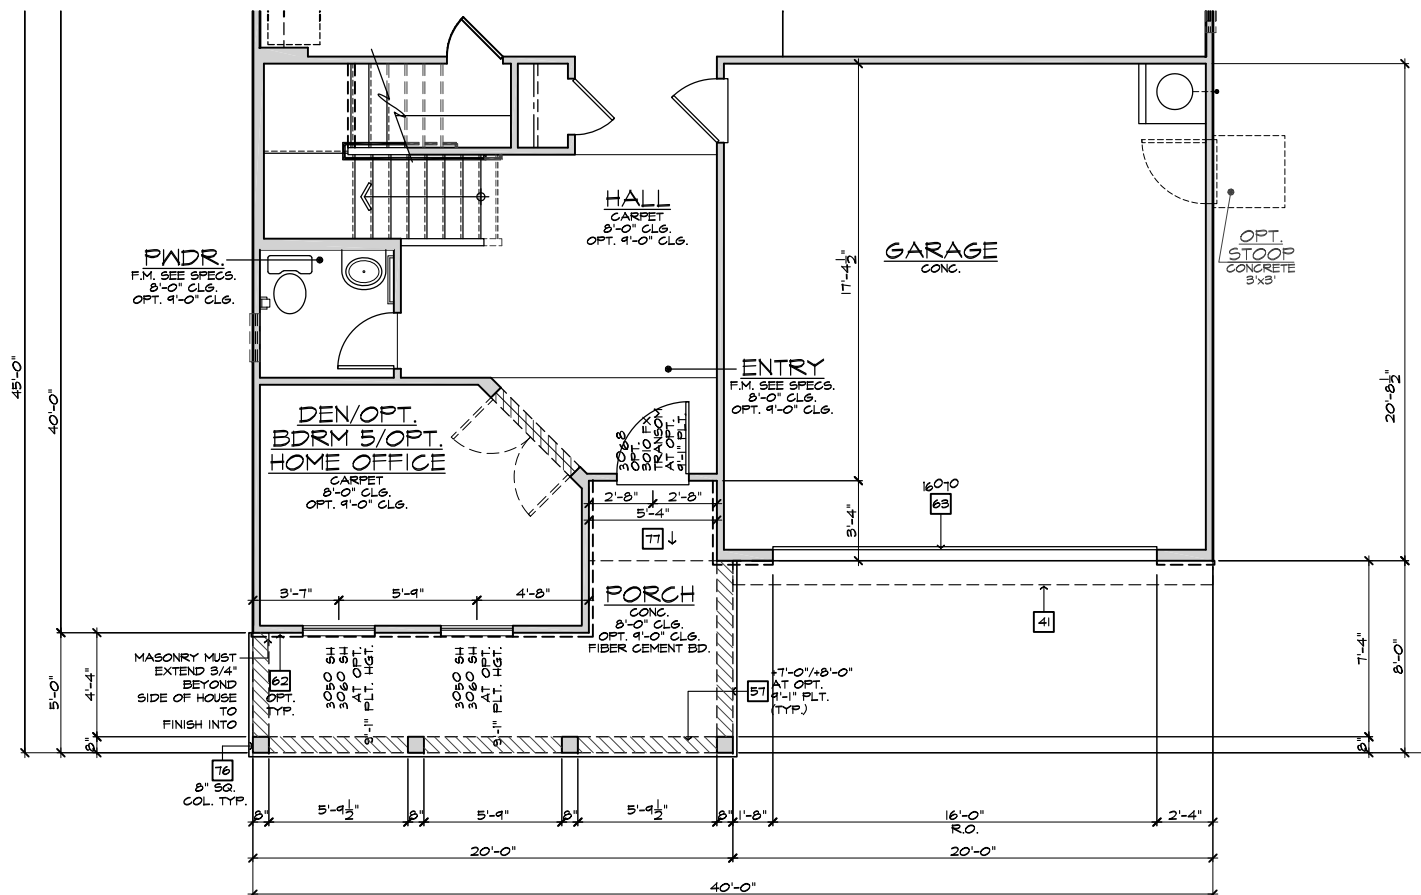 HALL
CARPET
8'-0" CLG.
OPT. 9'-0" CLG.
PWDR.
F.M. SEE SPECS.
8'-0" CLG.
OPT. 9'-0" CLG.
GARAGE
CONC.
17'-4½"
OPT.
STOOP
CONCRETE
3'x3'
ENTRY
F.M. SEE SPECS.
8'-0" CLG.
OPT. 9'-0" CLG.
45'-0"
40'-0"
20'-8½"
DEN/OPT.
BDRM 5/OPT.
HOME OFFICE
CARPET
8'-0" CLG.
OPT. 9'-0" CLG.
3068
OPT.
3010 FX
TRANSOM
AT OPT.
9'-1" PLT.
2'-8"
2'-8"
5'-4"
77
16070
63
3'-4"
3'-7"
5'-9"
4'-8"
PORCH
CONC.
8'-0" CLG.
OPT. 9'-0" CLG.
FIBER CEMENT BD.
41
MASONRY MUST
EXTEND 3/4"
BEYOND
SIDE OF HOUSE
TO
FINISH INTO
62
OPT.
TYP.
3050 SH
3060 SH
AT OPT.
9'-1" PLT. HGT.
3050 SH
3060 SH
AT OPT.
9'-1" PLT. HGT.
57
+7'-0"/+8'-0"
AT OPT.
9'-1" PLT.
(TYP.)
5'-0"
4'-4"
8"
7'-4"
8'-0"
8"
76
8" SQ.
COL. TYP.
8"
5'-9½"
8"
5'-9"
8"
5'-9½"
8"
1'-8"
16'-0"
R.O.
2'-4"
20'-0"
20'-0"
40'-0"